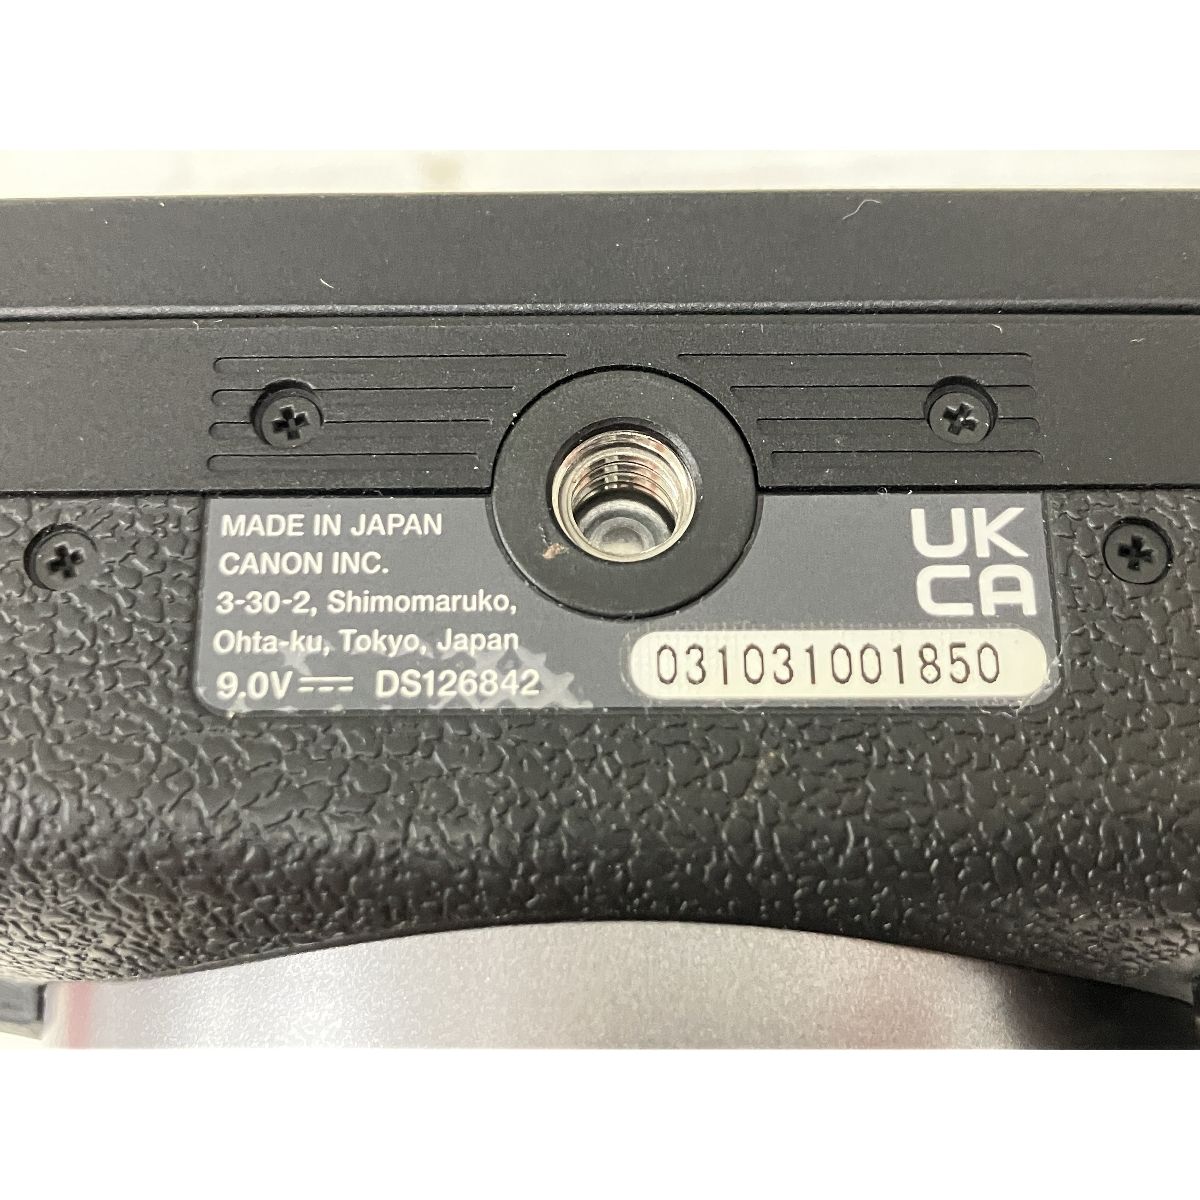 MADE IN JAPAN
CANON INC.
3-30-2, Shimomaruko,
Ohta-ku, Tokyo, Japan
9.0V⎓ DS126842
UK
CA
031031001850